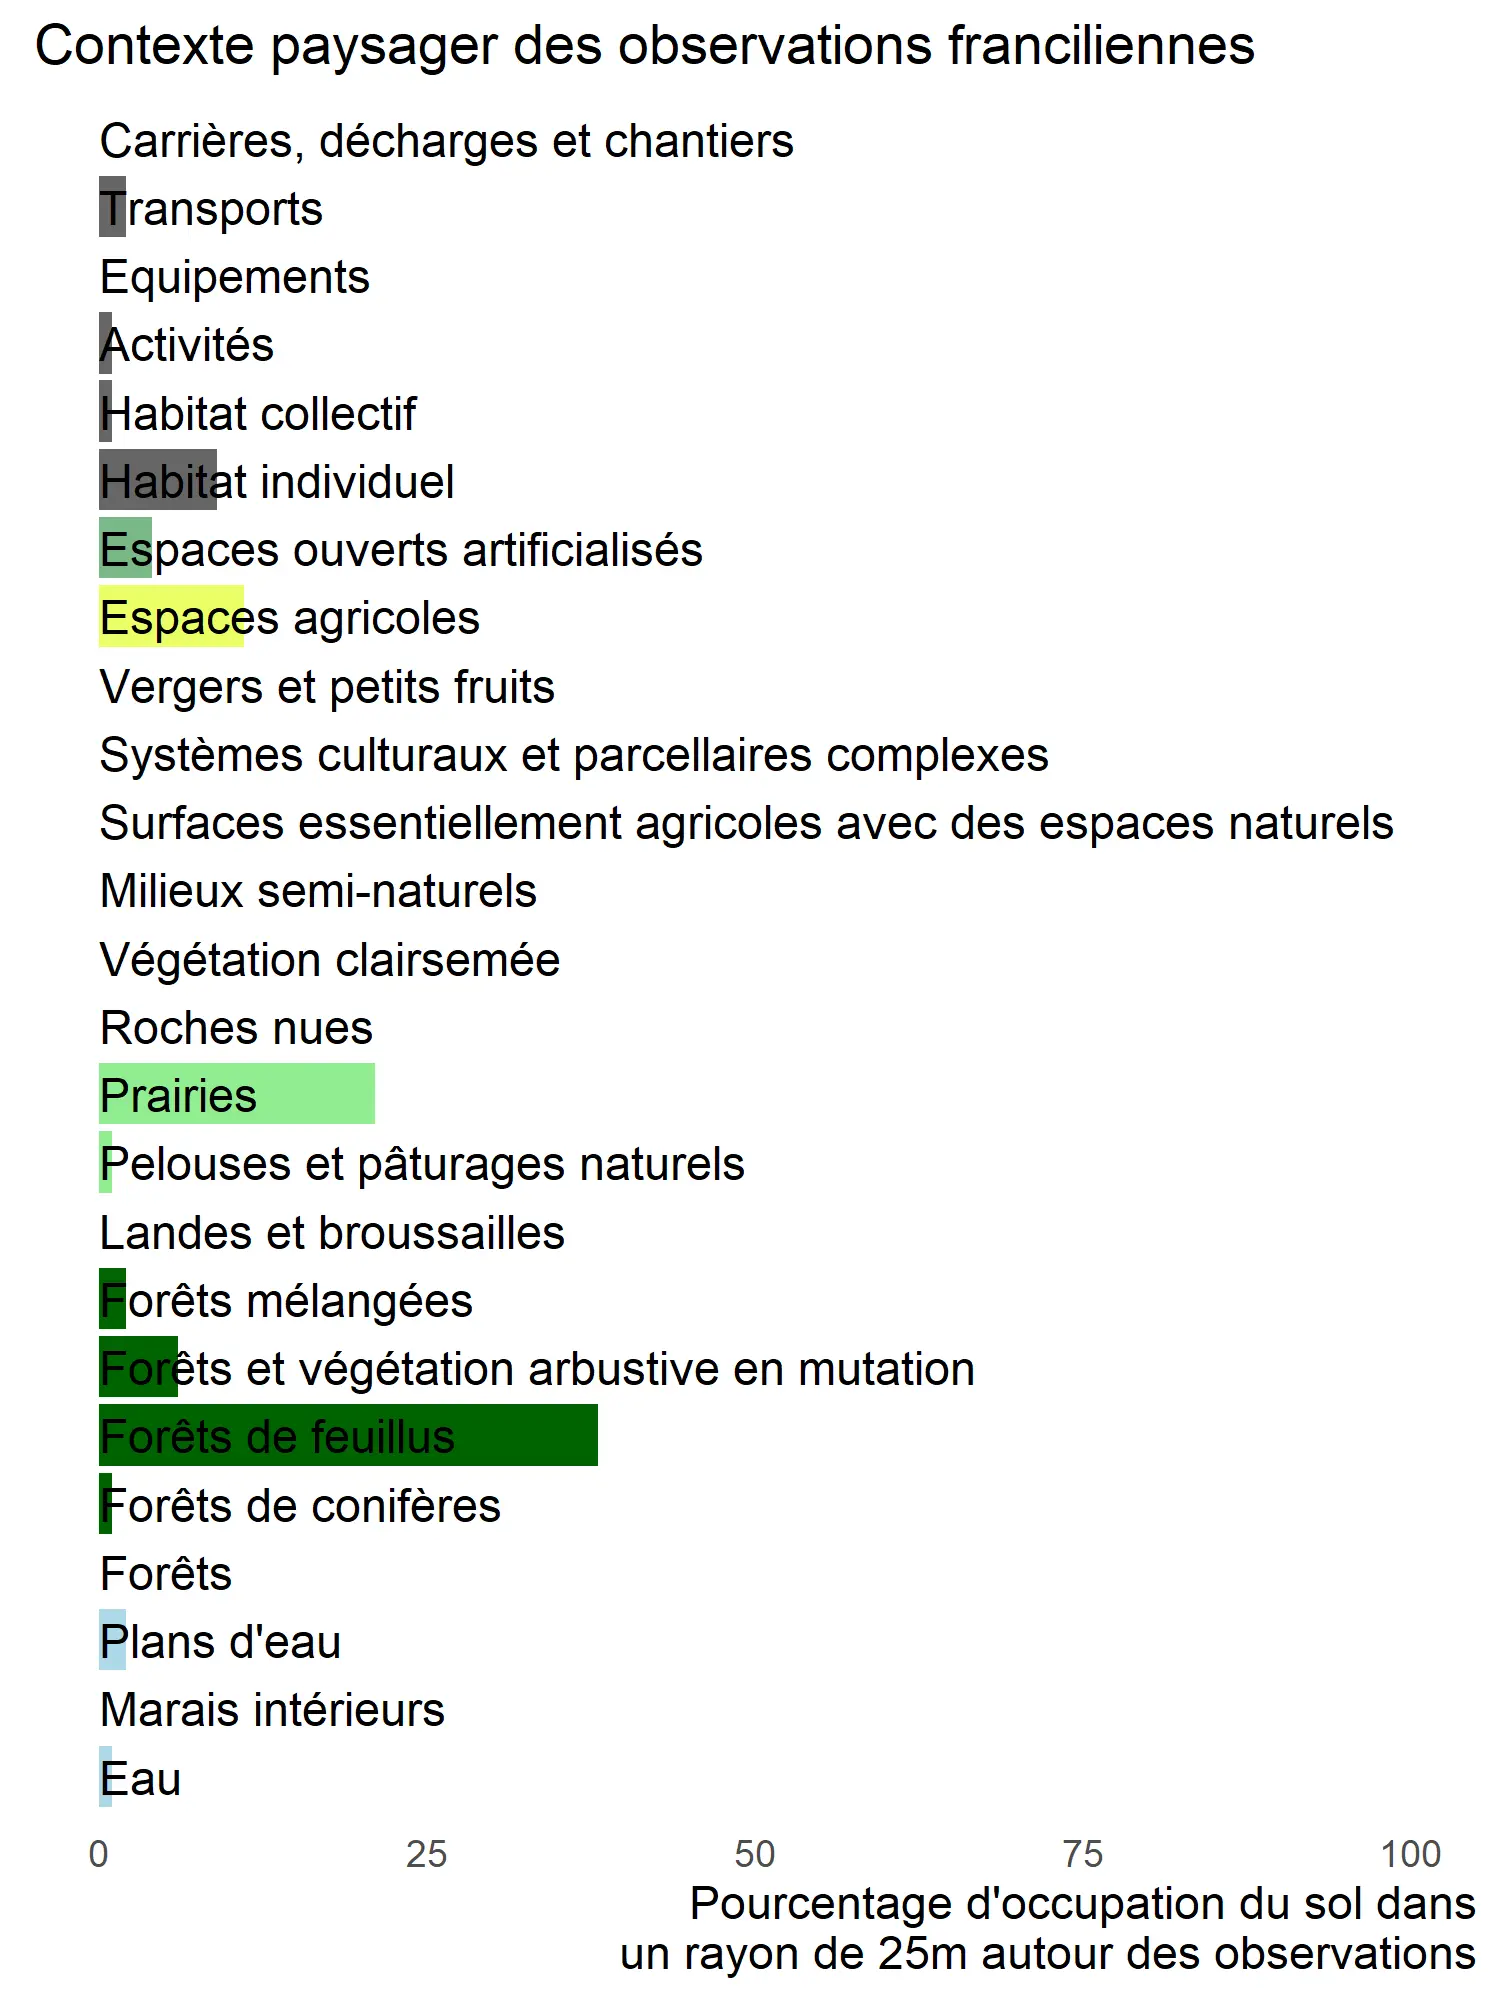 Contexte paysager des observations franciliennes
Carrières, décharges et chantiers
Transports
Equipements
Activités
Habitat collectif
Habitat individuel
Espaces ouverts artificialisés
Espaces agricoles
Vergers et petits fruits
Systèmes culturaux et parcellaires complexes
Surfaces essentiellement agricoles avec des espaces naturels
Milieux semi-naturels
Végétation clairsemée
Roches nues
Prairies
Pelouses et pâturages naturels
Landes et broussailles
Forêts mélangées
Forêts et végétation arbustive en mutation
Forêts de feuillus
Forêts de conifères
Forêts
Plans d'eau
Marais intérieurs
Eau
0 25 50 75 100
Pourcentage d'occupation du sol dans
un rayon de 25m autour des observations